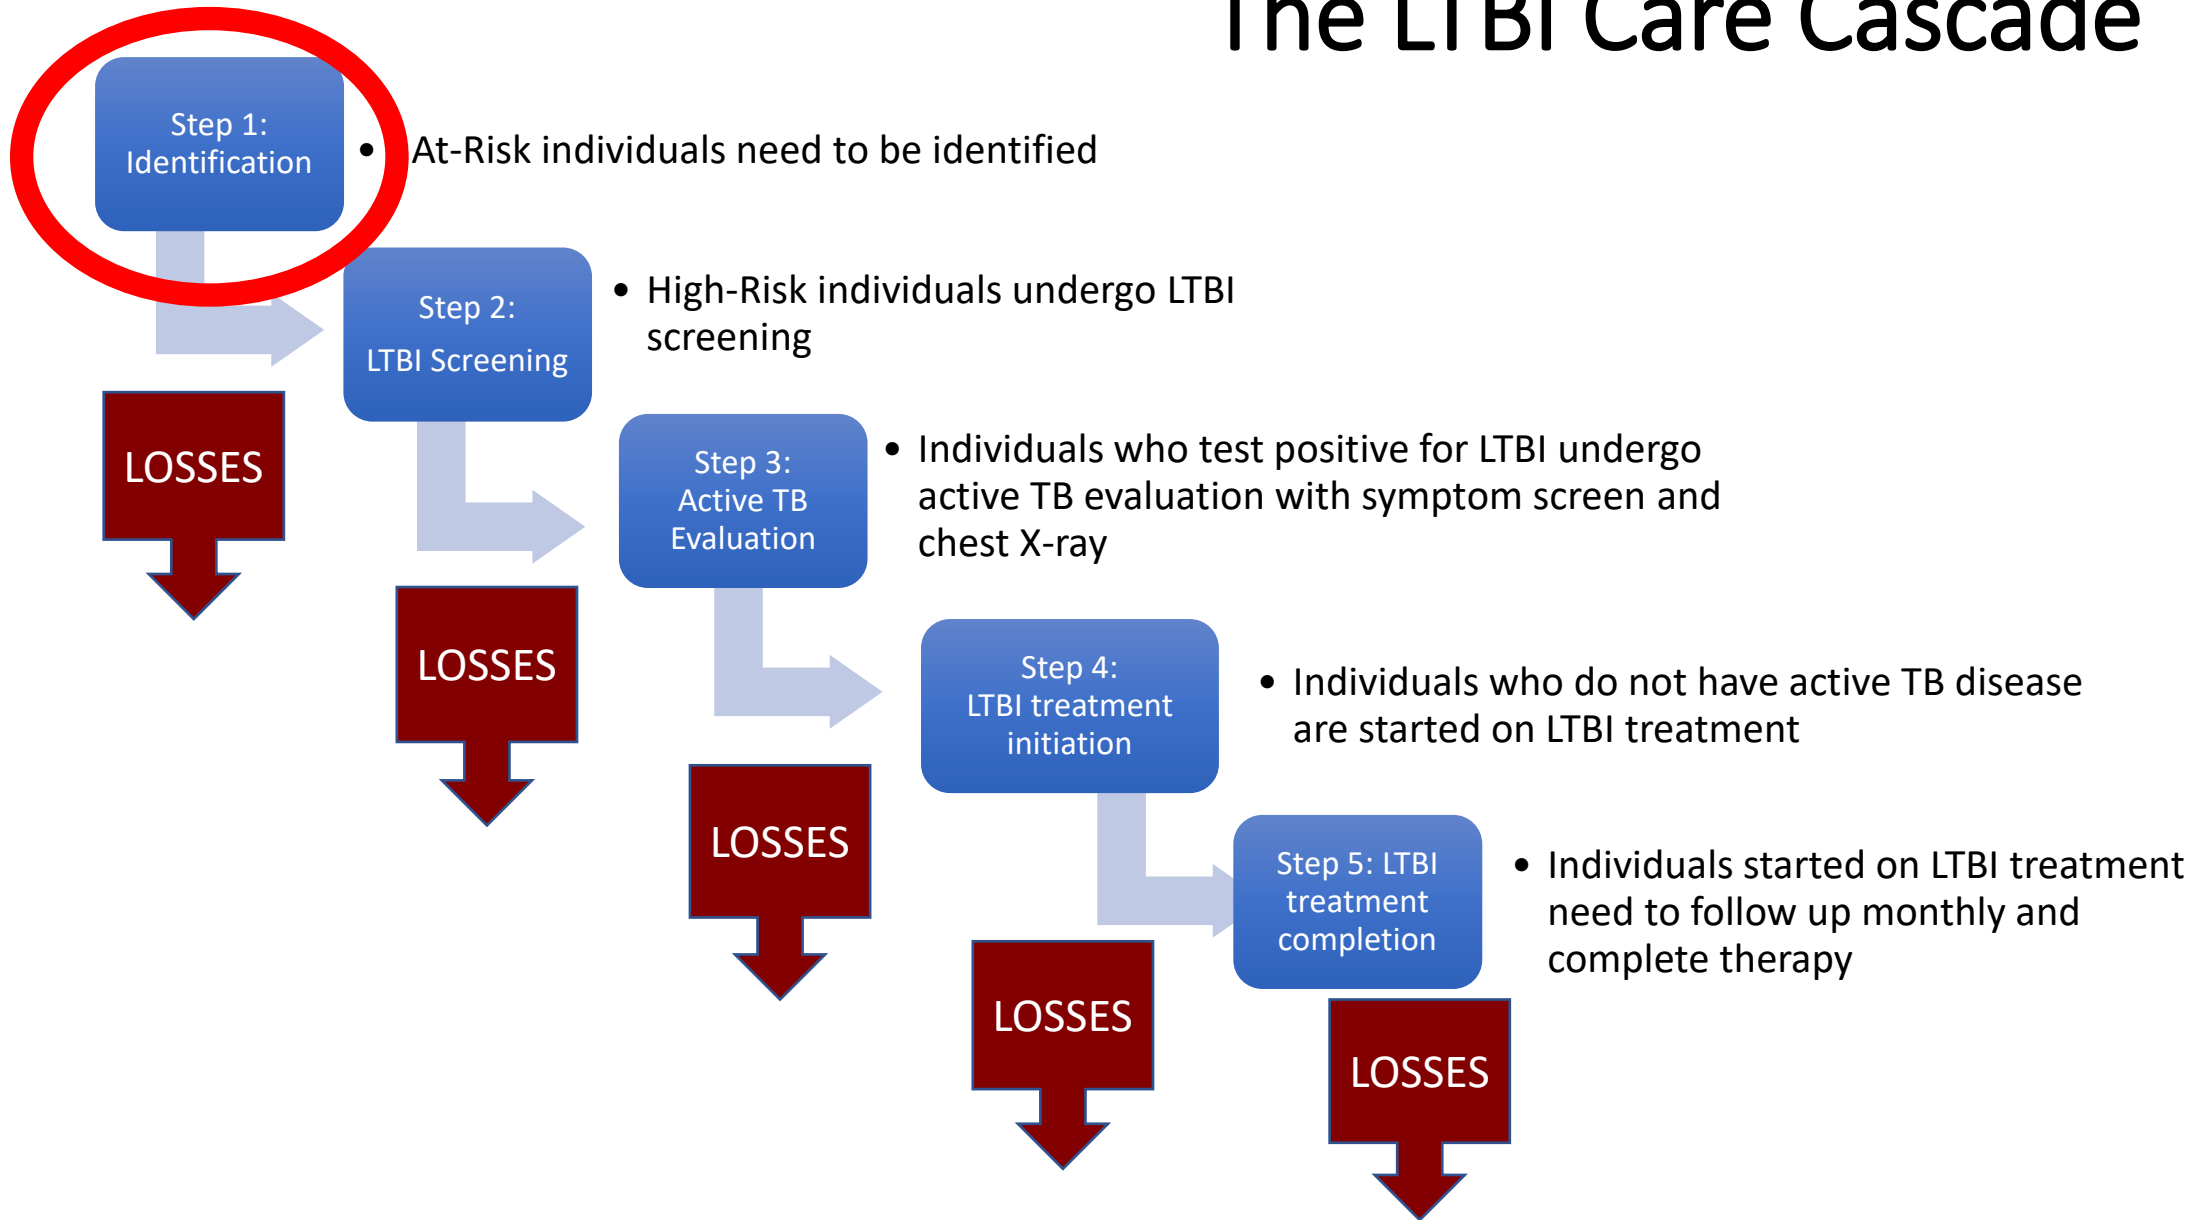 The LTBI Care Cascade
Step 1:
Identification
• At-Risk individuals need to be identified
Step 2:
LTBI Screening
• High-Risk individuals undergo LTBI
screening
LOSSES
Step 3:
Active TB
Evaluation
• Individuals who test positive for LTBI undergo
active TB evaluation with symptom screen and
chest X-ray
LOSSES
Step 4:
LTBI treatment
initiation
• Individuals who do not have active TB disease
are started on LTBI treatment
LOSSES
Step 5: LTBI
treatment
completion
• Individuals started on LTBI treatment
need to follow up monthly and
complete therapy
LOSSES
LOSSES